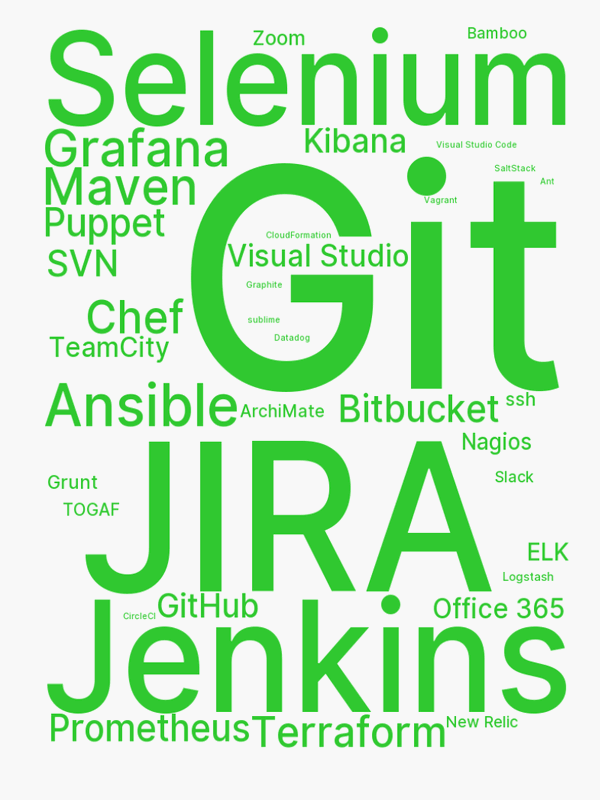 Selenium
Zoom
Bamboo
Grafana
Kibana
Visual Studio Code
Maven
SaltStack
Ant
Vagrant
Puppet
Git
CloudFormation
Visual Studio
SVN
Graphite
Chef
sublime
Datadog
TeamCity
Ansible
ArchiMate
Bitbucket
ssh
Nagios
JIRA
Slack
Grunt
TOGAF
ELK
Logstash
GitHub
CircleCI
Office 365
Jenkins
Prometheus
Terraform
New Relic